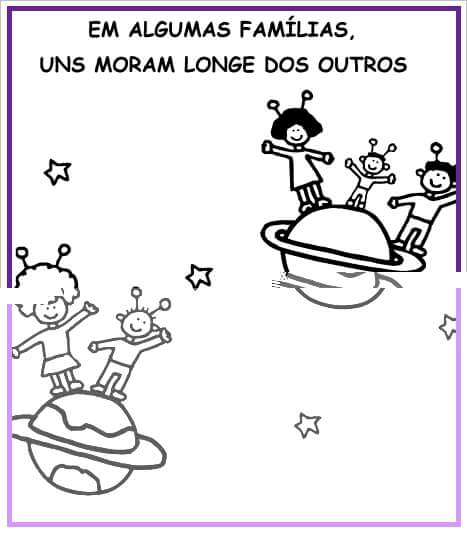 EM ALGUMAS FAMÍLIAS,
UNS MORAM LONGE DOS OUTROS